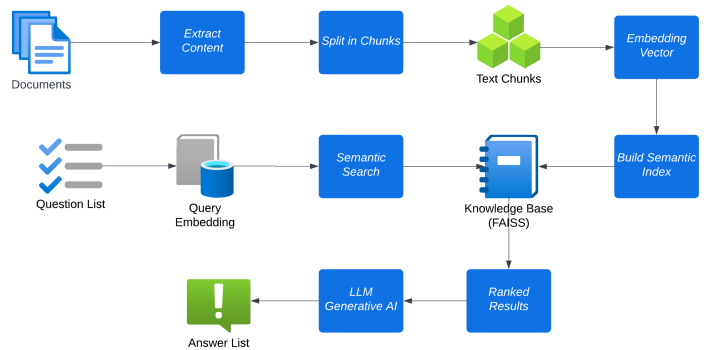 Documents
Extract
Content
Split in Chunks
Text Chunks
Embedding
Vector
Question List
Query
Embedding
Semantic
Search
Knowledge Base
(FAISS)
Build Semantic
Index
Answer List
LLM
Generative AI
Ranked
Results